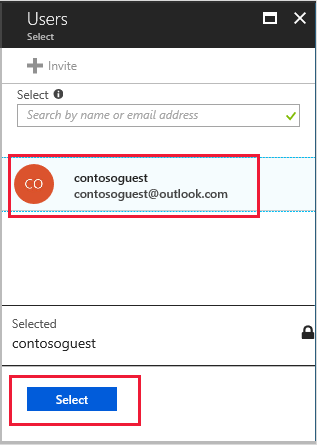 Users
Select
Invite
Select
Search by name or email address
CO
contosoguest
contosoguest@outlook.com
Selected
contosoguest
Select